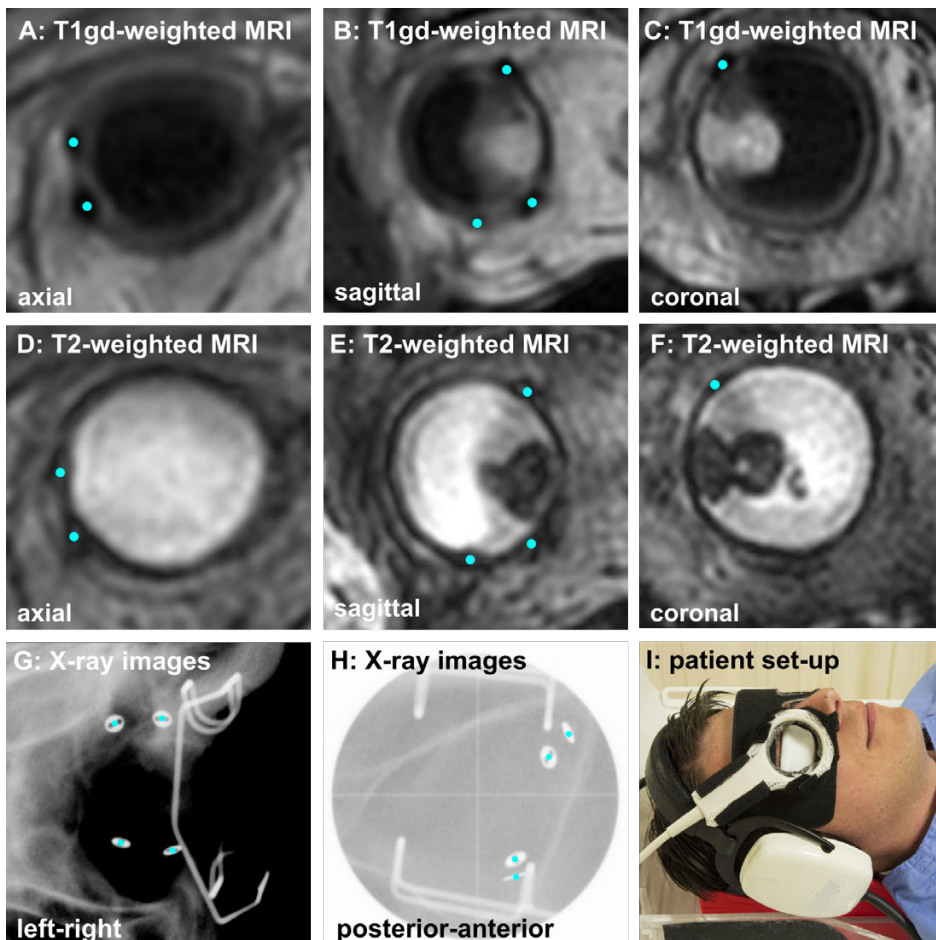 A: T1gd-weighted MRI
axial
B: T1gd-weighted MRI
sagittal
C: T1gd-weighted MRI
coronal
D: T2-weighted MRI
axial
E: T2-weighted MRI
sagittal
F: T2-weighted MRI
coronal
G: X-ray images
left-right
H: X-ray images
posterior-anterior
I: patient set-up